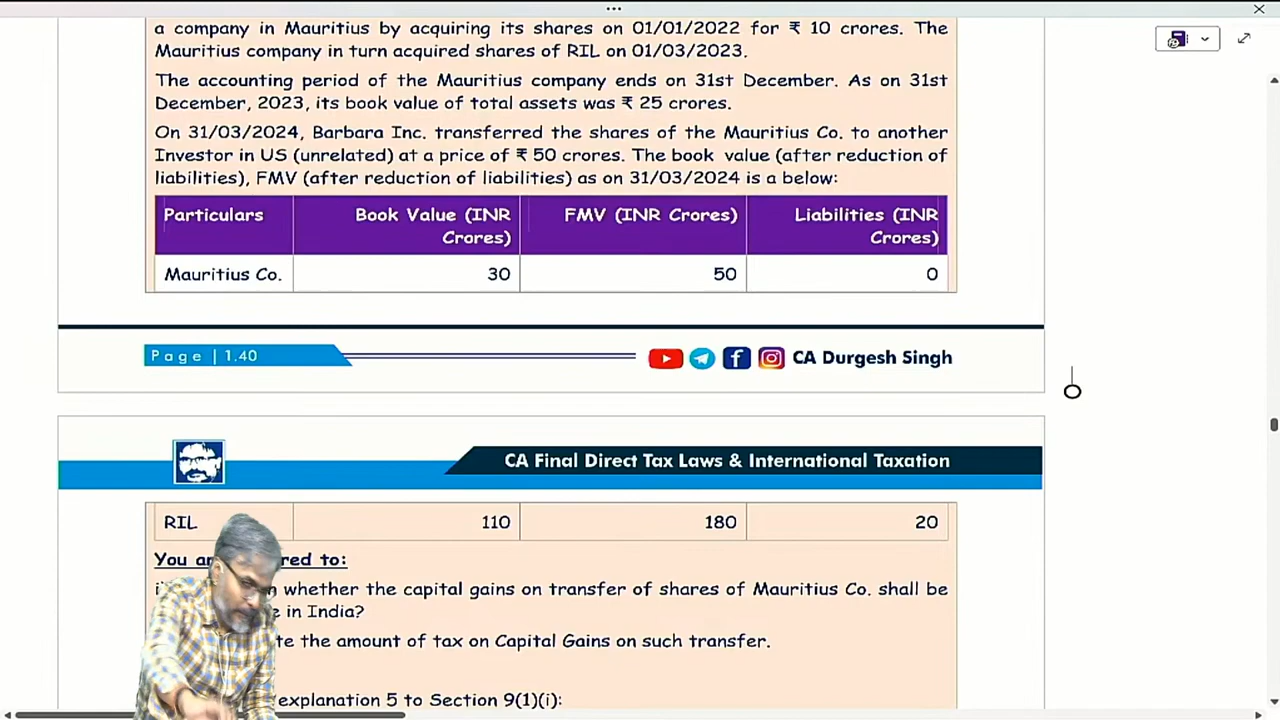 a company in Mauritius by acquiring its shares on 01/01/2022 for ₹ 10 crores. The
Mauritius company in turn acquired shares of RIL on 01/03/2023.
The accounting period of the Mauritius company ends on 31st December. As on 31st
December, 2023, its book value of total assets was ₹ 25 crores.
On 31/03/2024, Barbara Inc. transferred the shares of the Mauritius Co. to another
Investor in US (unrelated) at a price of ₹ 50 crores. The book value (after reduction of
liabilities), FMV (after reduction of liabilities) as on 31/03/2024 is a below:
Particulars Book Value (INR Crores) FMV (INR Crores) Liabilities (INR Crores)
Mauritius Co. 30 50 0
Page | 1.40 CA Durgesh Singh
CA Final Direct Tax Laws & International Taxation
RIL 110 180 20
You
to:
whether the capital gains on transfer of shares of Mauritius Co. shall be
in India?
the amount of tax on Capital Gains on such transfer.
explanation 5 to Section 9(1)(i):